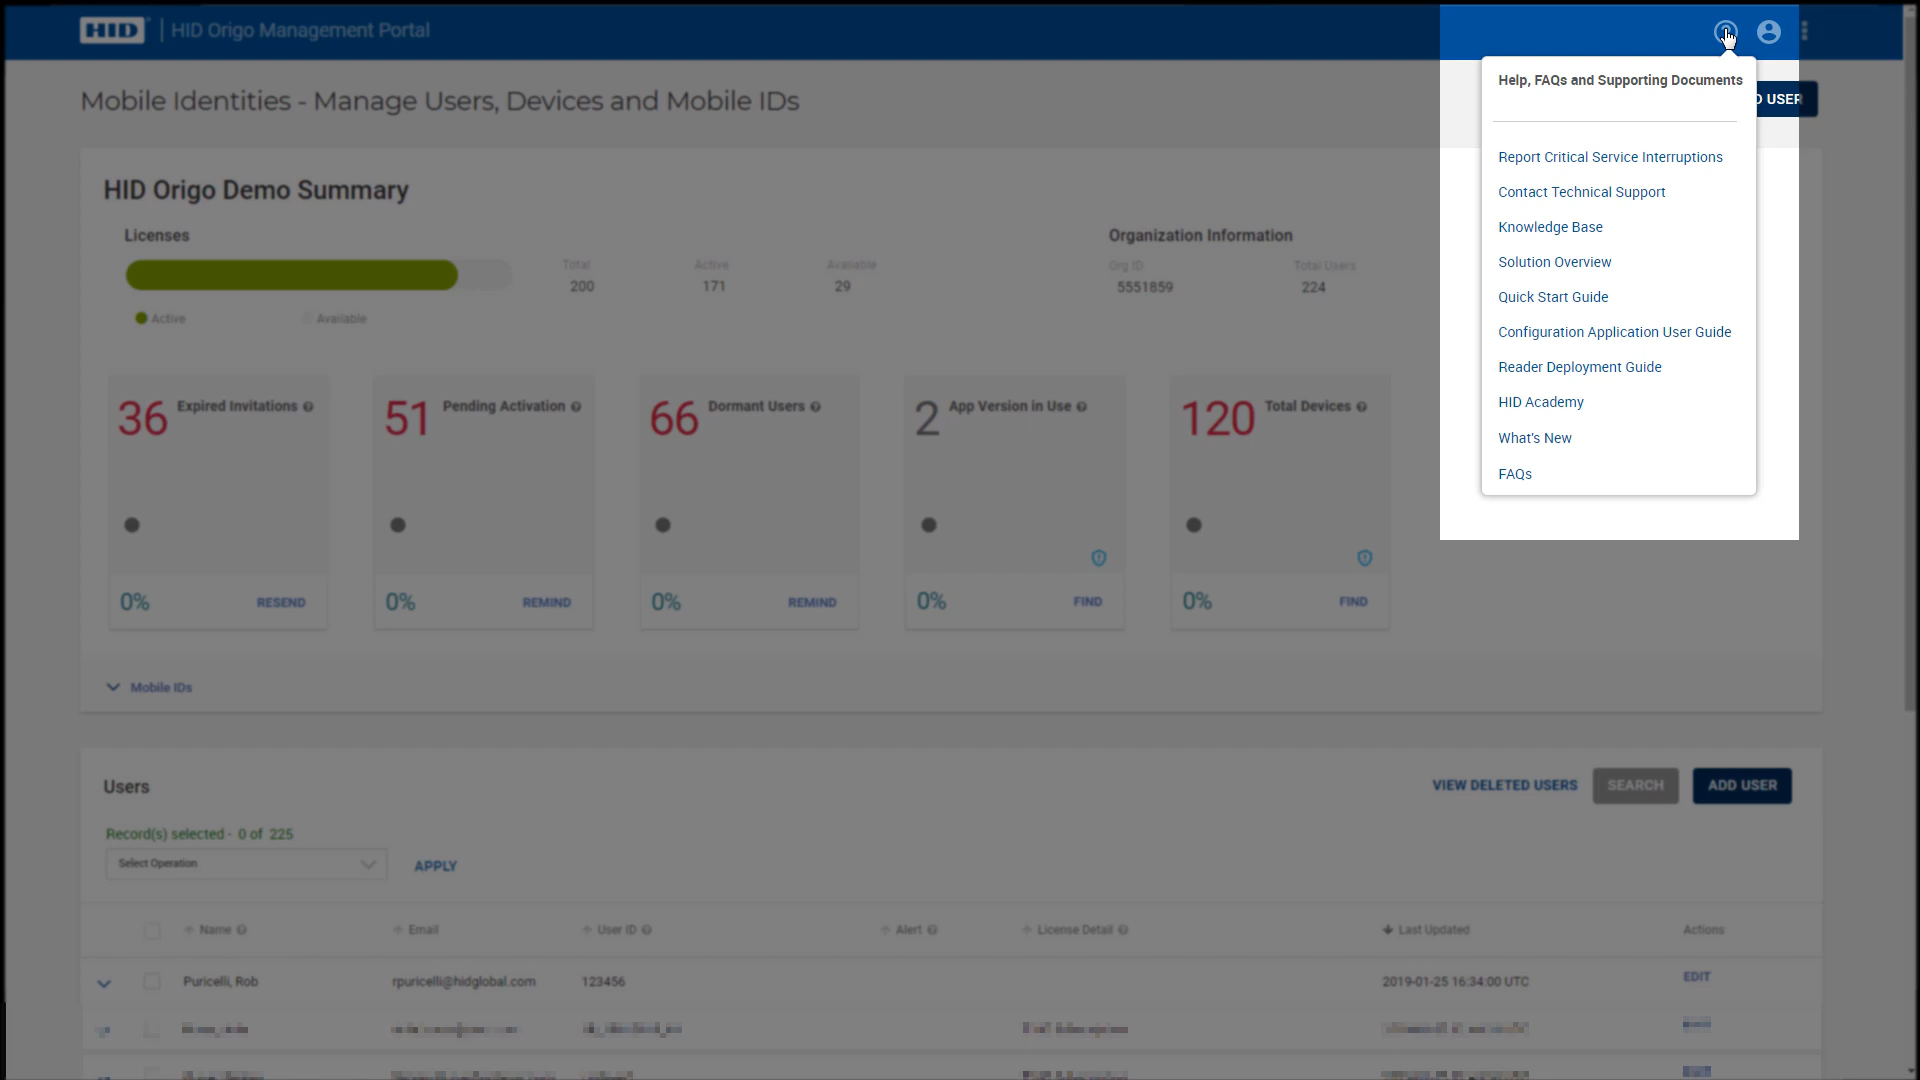 HID | HID Origo Management Portal
Mobile Identities - Manage Users, Devices and Mobile IDs
USER
Help, FAQs and Supporting Documents
Report Critical Service Interruptions
Contact Technical Support
Knowledge Base
Solution Overview
Quick Start Guide
Configuration Application User Guide
Reader Deployment Guide
HID Academy
What's New
FAQs
HID Origo Demo Summary
Licenses
Total Active Available
200 171 29
Active Available
Organization Information
Org ID Total Users
5551859 224
36 Expired Invitations
0% RESEND
51 Pending Activation
0% REMIND
66 Dormant Users
0% REMIND
2 App Version in Use
0% FIND
120 Total Devices
0% FIND
Mobile IDs
Users
VIEW DELETED USERS SEARCH ADD USER
Record(s) selected - 0 of 225
Select Operation APPLY
Name Email User ID Alert License Detail Last Updated Actions
Puricelli, Rob rpuricelli@hidglobal.com 123456 2019-01-25 16:34:00 UTC EDIT